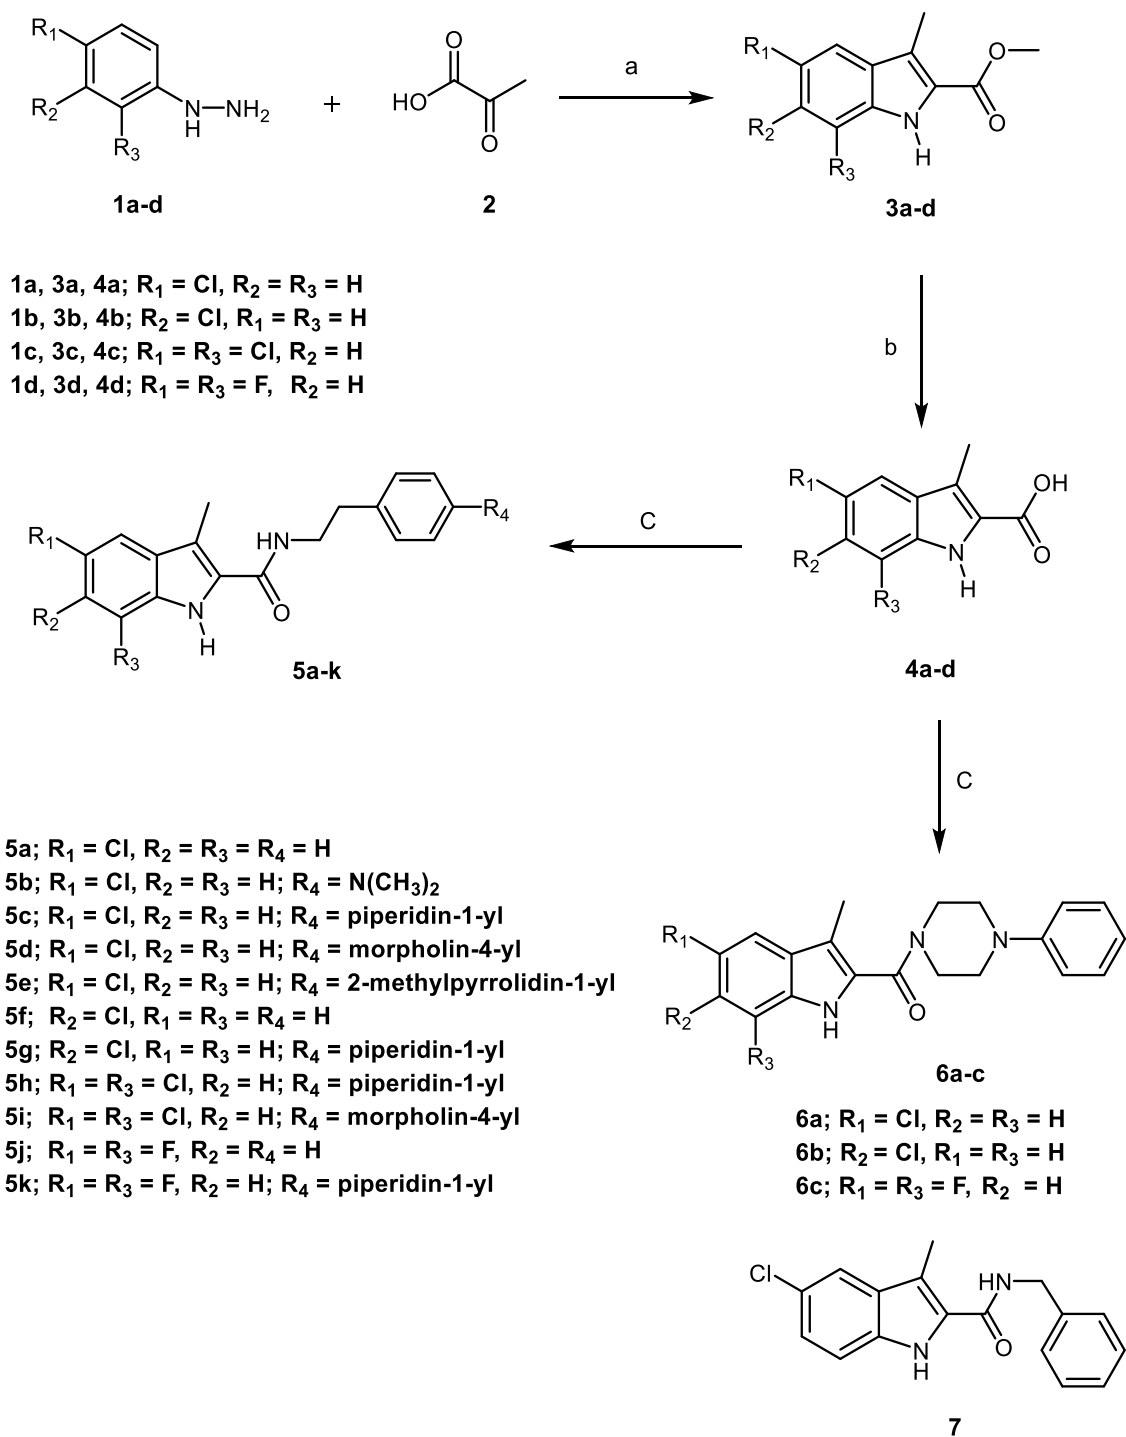 R1
R2
R3
N
H
NH2
+
HO
O
O
a
R1
R2
R3
N
H
O
O
1a-d
2
3a-d
1a, 3a, 4a; R1 = Cl, R2 = R3 = H
1b, 3b, 4b; R2 = Cl, R1 = R3 = H
1c, 3c, 4c; R1 = R3 = Cl, R2 = H
1d, 3d, 4d; R1 = R3 = F, R2 = H
b
R1
R2
R3
N
H
HN
O
R4
5a-k
C
R1
R2
R3
N
H
OH
O
4a-d
C
5a; R1 = Cl, R2 = R3 = R4 = H
5b; R1 = Cl, R2 = R3 = H; R4 = N(CH3)2
5c; R1 = Cl, R2 = R3 = H; R4 = piperidin-1-yl
5d; R1 = Cl, R2 = R3 = H; R4 = morpholin-4-yl
5e; R1 = Cl, R2 = R3 = H; R4 = 2-methylpyrrolidin-1-yl
5f; R2 = Cl, R1 = R3 = R4 = H
5g; R2 = Cl, R1 = R3 = H; R4 = piperidin-1-yl
5h; R1 = R3 = Cl, R2 = H; R4 = piperidin-1-yl
5i; R1 = R3 = Cl, R2 = H; R4 = morpholin-4-yl
5j; R1 = R3 = F, R2 = R4 = H
5k; R1 = R3 = F, R2 = H; R4 = piperidin-1-yl
R1
R2
R3
N
H
O
N
N
6a-c
6a; R1 = Cl, R2 = R3 = H
6b; R2 = Cl, R1 = R3 = H
6c; R1 = R3 = F, R2 = H
Cl
N
H
HN
O
7